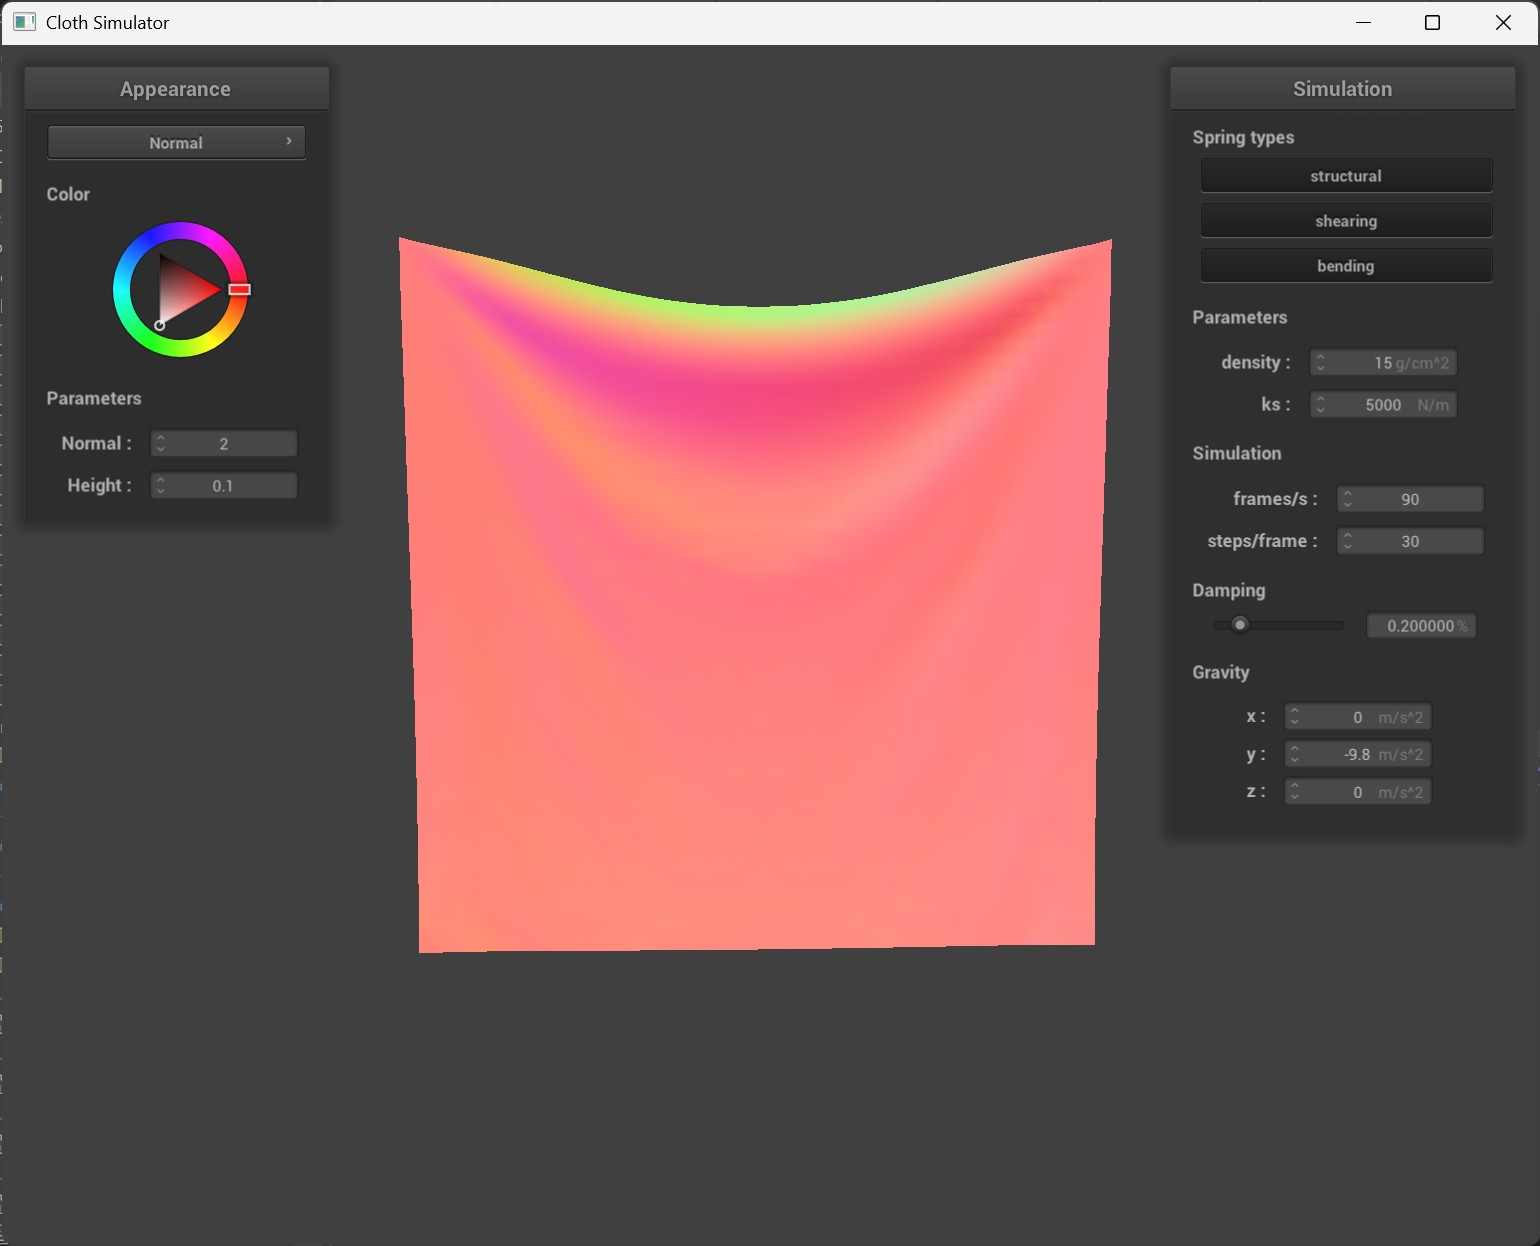 Cloth Simulator
Appearance
Normal
Color
Parameters
Normal : 2
Height : 0.1
Simulation
Spring types
structural
shearing
bending
Parameters
density : 15 g/cm^2
ks : 5000 N/m
Simulation
frames/s : 90
steps/frame : 30
Damping
0.200000 %
Gravity
x : 0 m/s^2
y : -9.8 m/s^2
z : 0 m/s^2